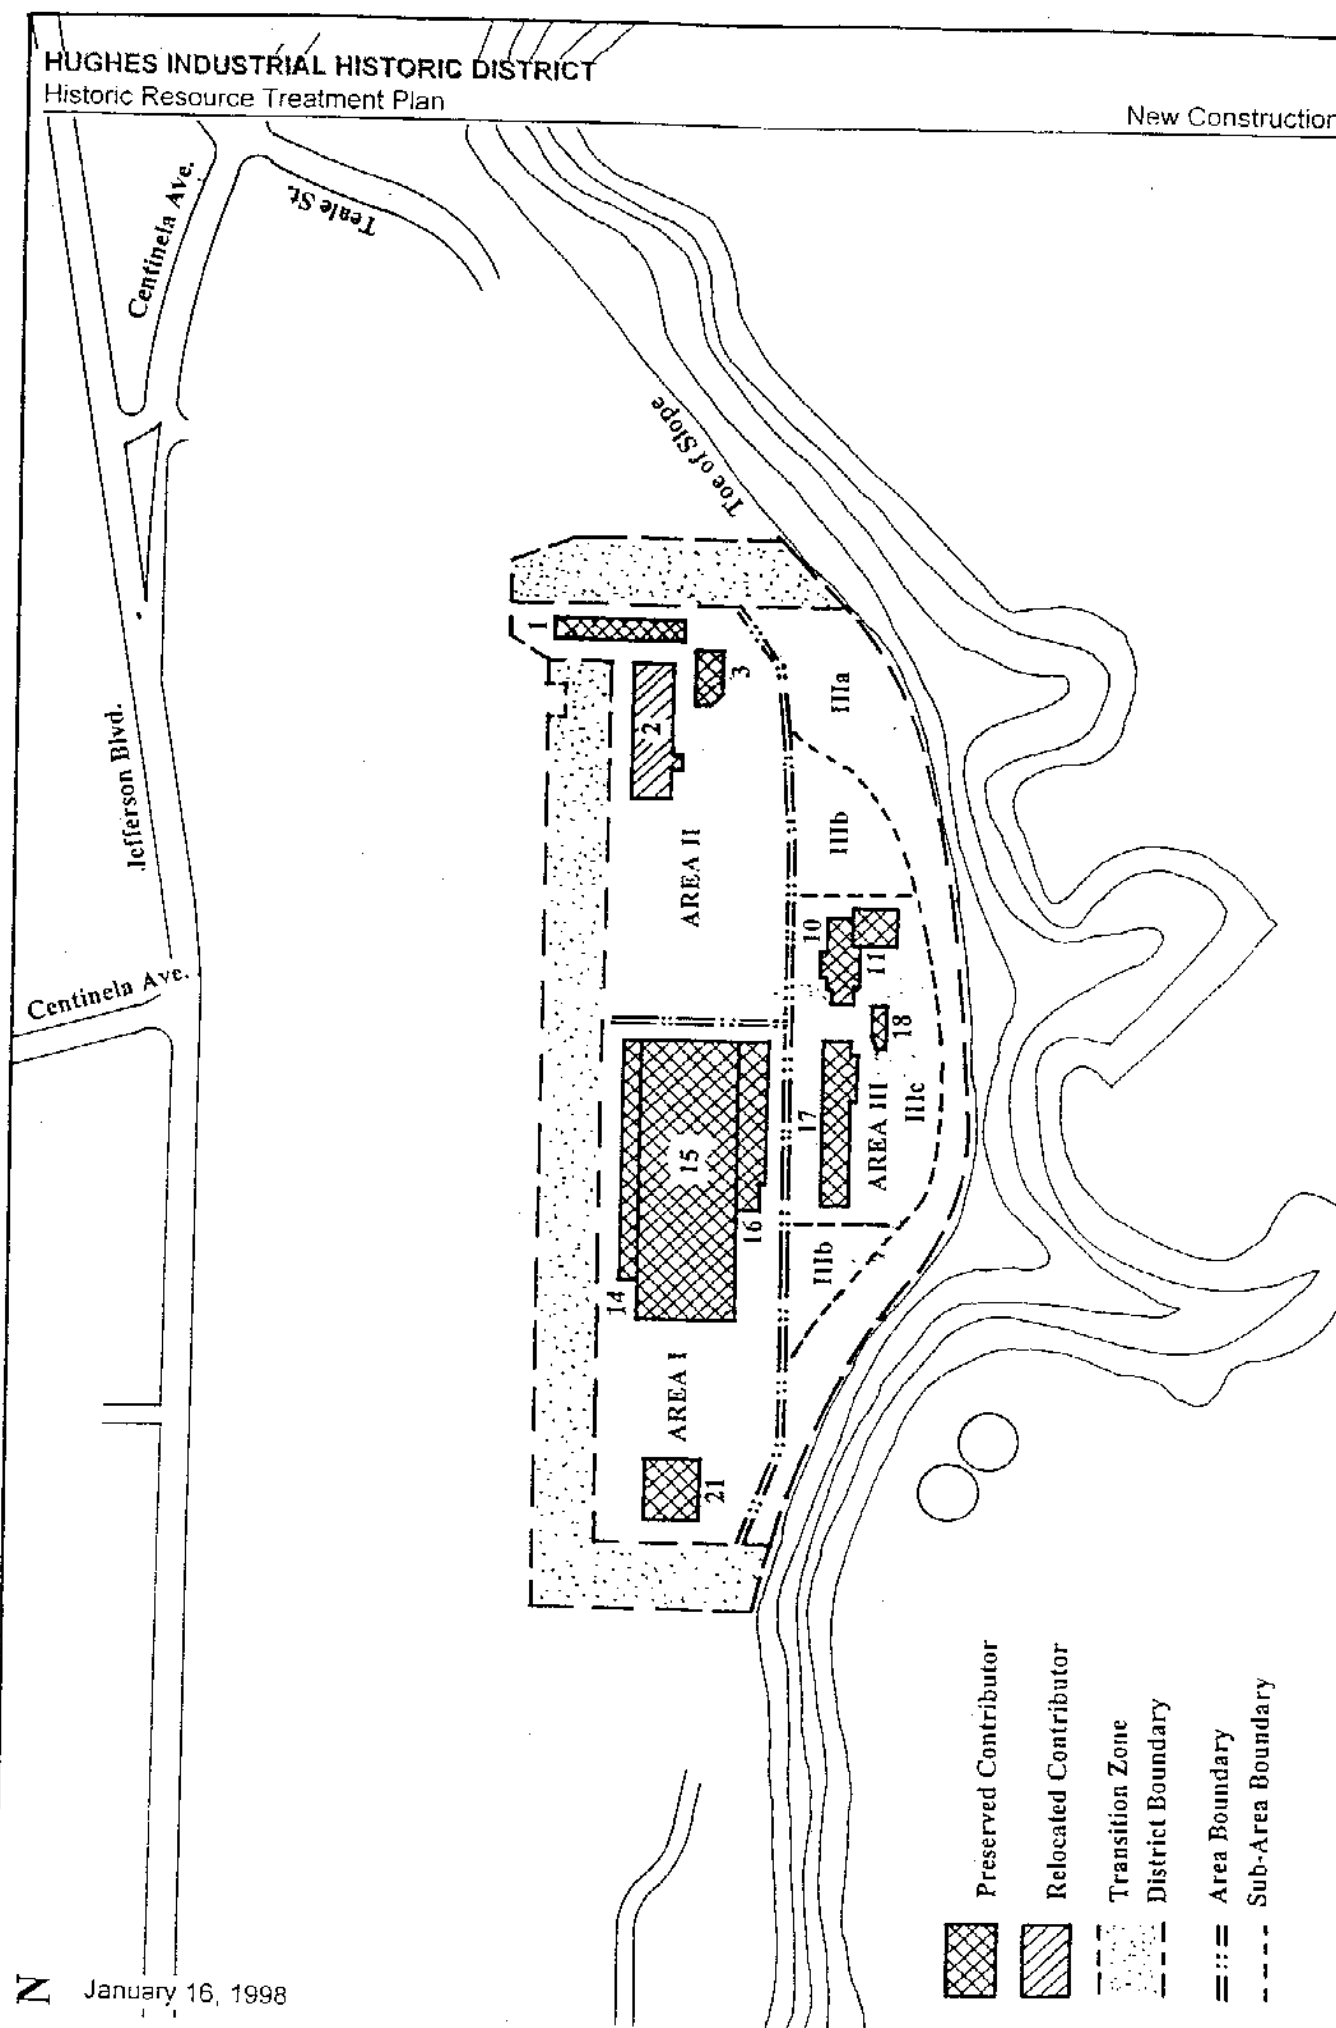 HUGHES INDUSTRIAL HISTORIC DISTRICT
Historic Resource Treatment Plan
New Construction
Centinela Ave.
Teale St.
Toe of Slope
Jefferson Blvd.
Centinela Ave.
1
2
3
AREA II
IIIa
IIIb
10
11
18
17
AREA III
IIIc
15
16
14
IIIb
AREA I
21
Preserved Contributor
Relocated Contributor
Transition Zone
District Boundary
Area Boundary
Sub-Area Boundary
N
January 16, 1998